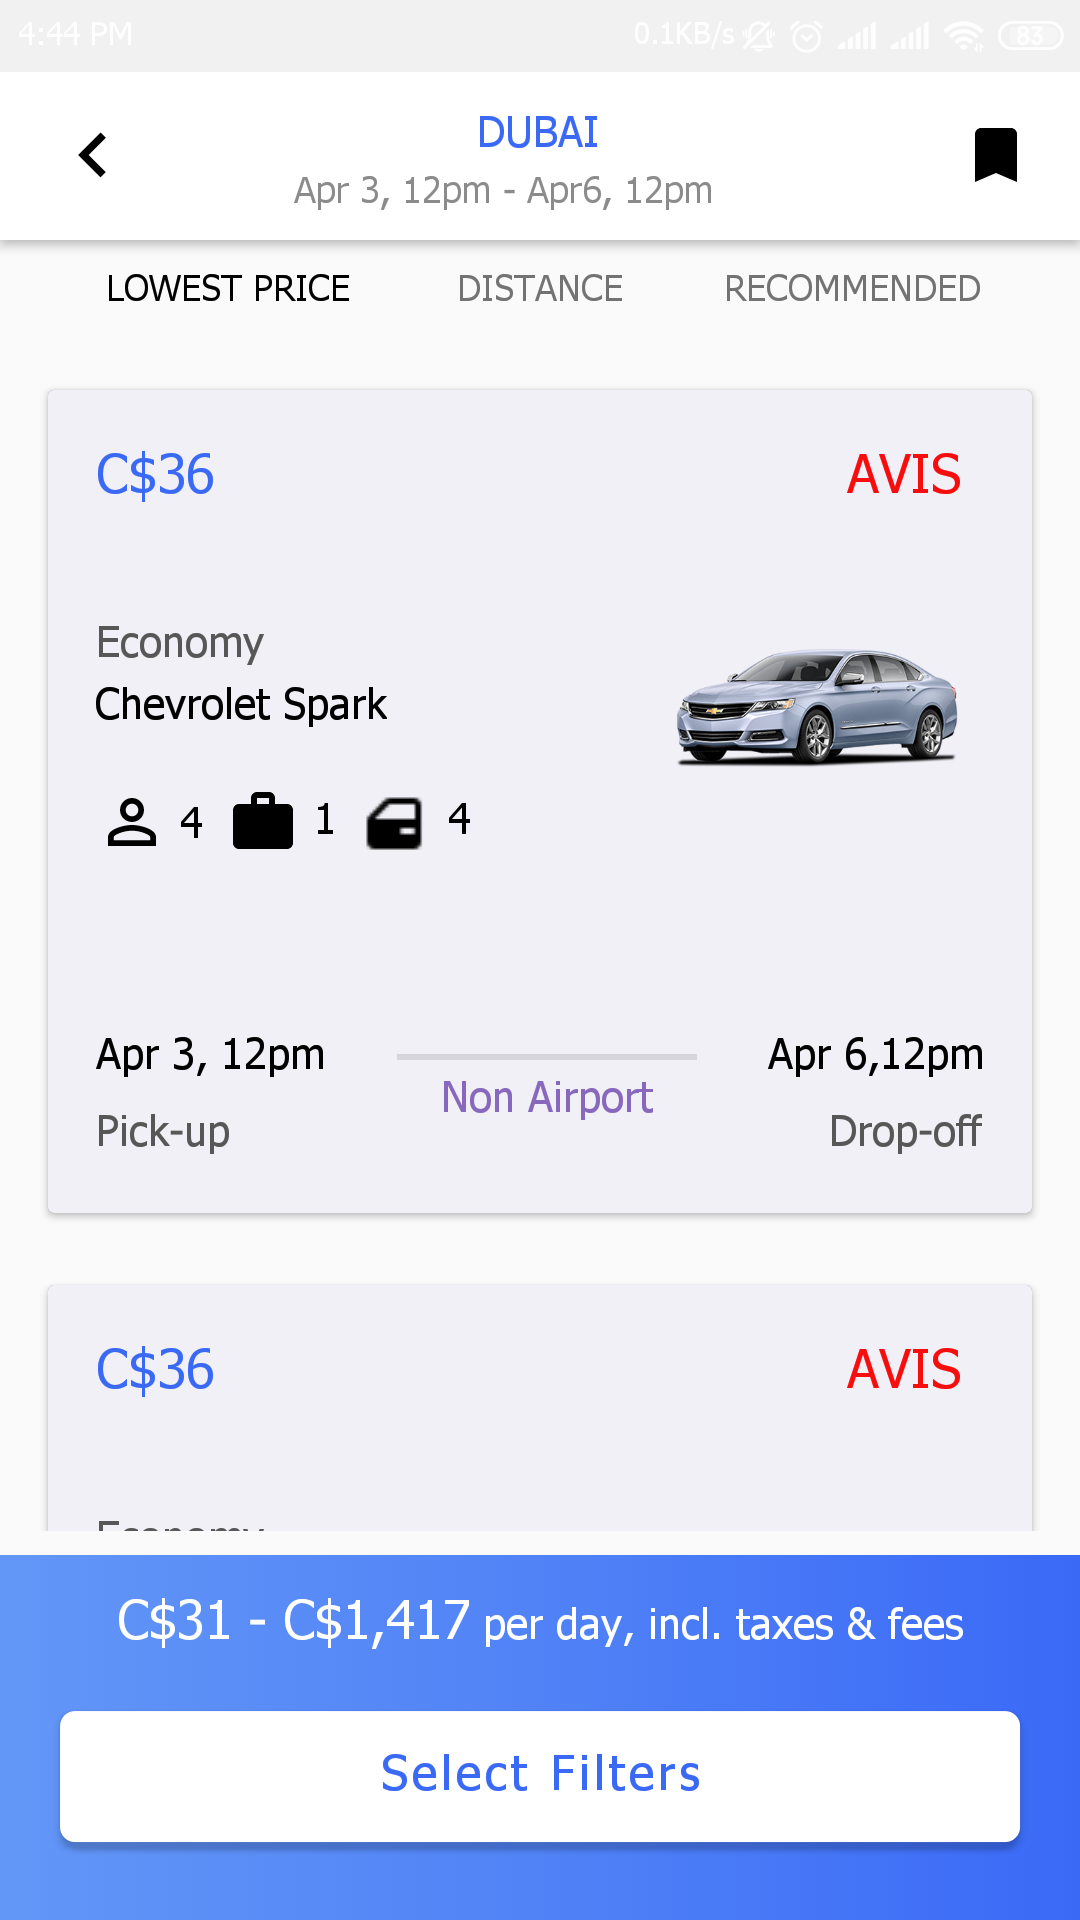 4:44 PM 0.1KB/s 83
DUBAI
Apr 3, 12pm - Apr6, 12pm
LOWEST PRICE DISTANCE RECOMMENDED
C$36 AVIS
Economy
Chevrolet Spark
4 1 4
Apr 3, 12pm Apr 6,12pm
Non Airport
Pick-up Drop-off
C$36 AVIS
Economy
C$31 - C$1,417 per day, incl. taxes & fees
Select Filters